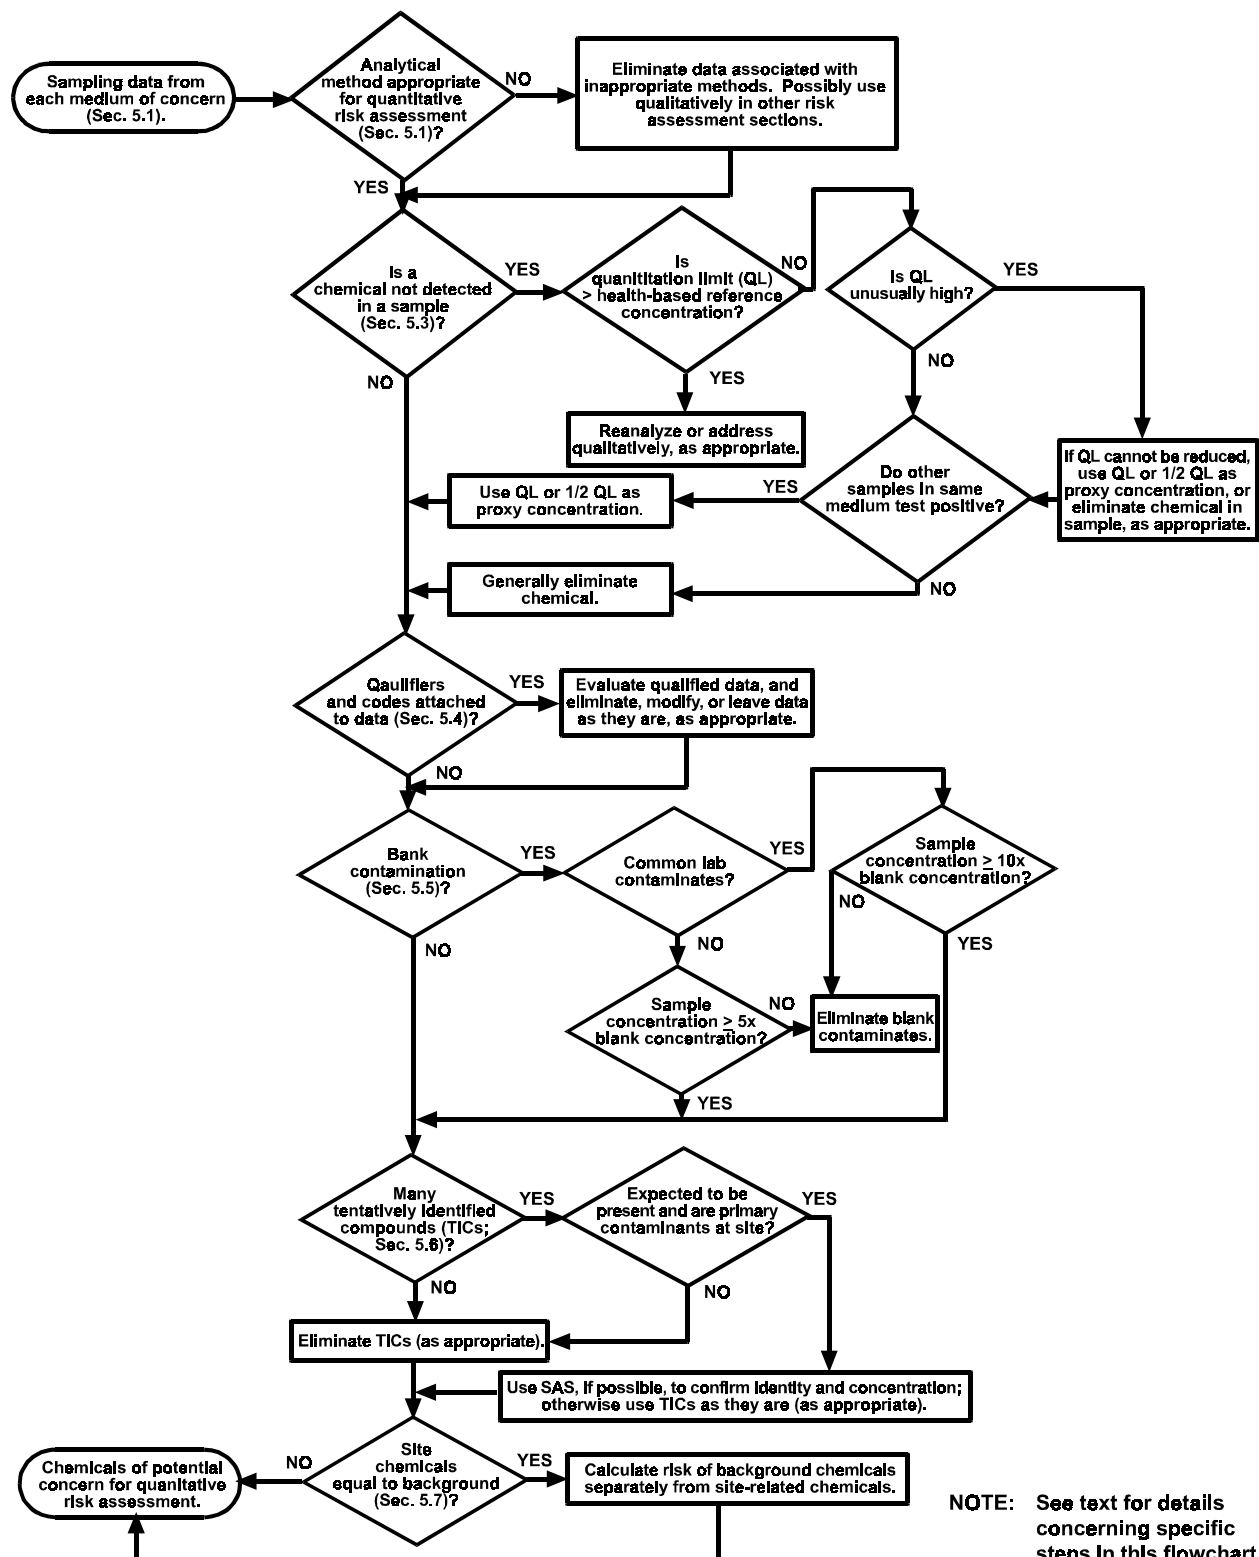 Sampling data from
each medium of concern
(Sec. 5.1).
Analytical
method appropriate
for quantitative
risk assessment
(Sec. 5.1)?
NO
Eliminate data associated with
inappropriate methods. Possibly use
qualitatively in other risk
assessment sections.
YES
Is a
chemical not detected
in a sample
(Sec. 5.3)?
YES
Is
quanititation limit (QL)
> health-based reference
concentration?
NO
Is QL
unusually high?
YES
NO
YES
NO
Reanalyze or address
qualitatively, as appropriate.
If QL cannot be reduced,
use QL or 1/2 QL as
proxy concentration, or
eliminate chemical in
sample, as appropriate.
Do other
samples in same
medium test positive?
YES
Use QL or 1/2 QL as
proxy concentration.
NO
Generally eliminate
chemical.
Qaulifiers
and codes attached
to data (Sec. 5.4)?
YES
Evaluate qualified data, and
eliminate, modify, or leave data
as they are, as appropriate.
NO
Bank
contamination
(Sec. 5.5)?
YES
Common lab
contaminates?
YES
Sample
concentration ≥ 10x
blank concentration?
NO
YES
NO
NO
Sample
concentration ≥ 5x
blank concentration?
NO
Eliminate blank
contaminates.
YES
Many
tentatively identified
compounds (TICs;
Sec. 5.6)?
YES
Expected to be
present and are primary
contaminants at site?
YES
NO
NO
Eliminate TICs (as appropriate).
Use SAS, if possible, to confirm identity and concentration;
otherwise use TICs as they are (as appropriate).
Chemicals of potential
concern for quanitative
risk assessment.
NO
Site
chemicals
equal to background
(Sec. 5.7)?
YES
Calculate risk of background chemicals
separately from site-related chemicals.
NOTE: See text for details
concerning specific
steps in this flowchart